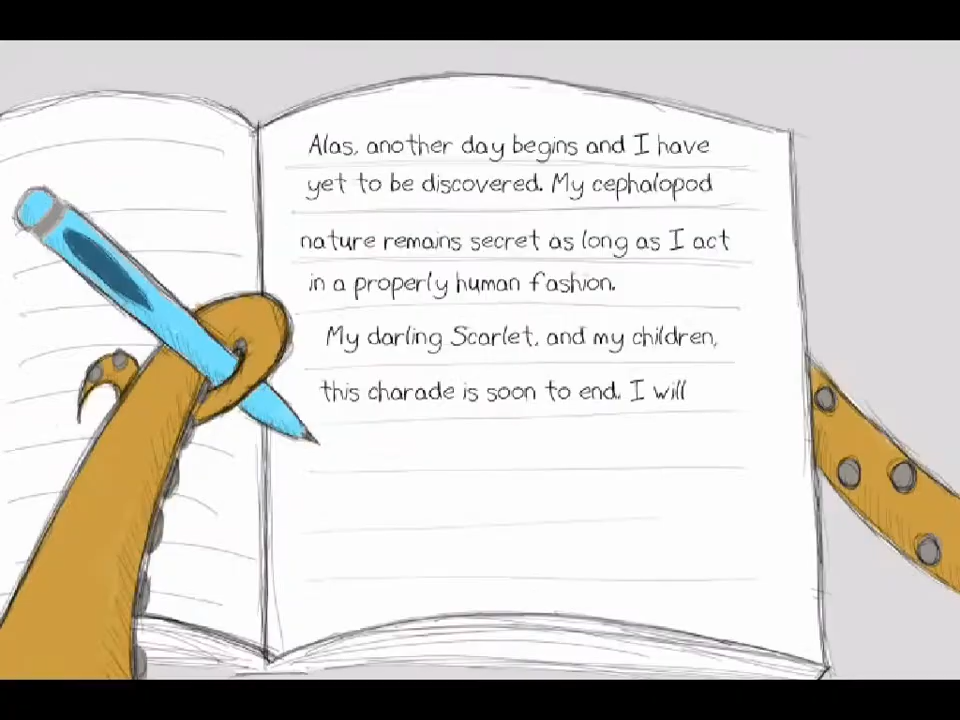 Alas, another day begins and I have
yet to be discovered. My cephalopod
nature remains secret as long as I act
in a properly human fashion.
My darling Scarlet, and my children,
this charade is soon to end. I will